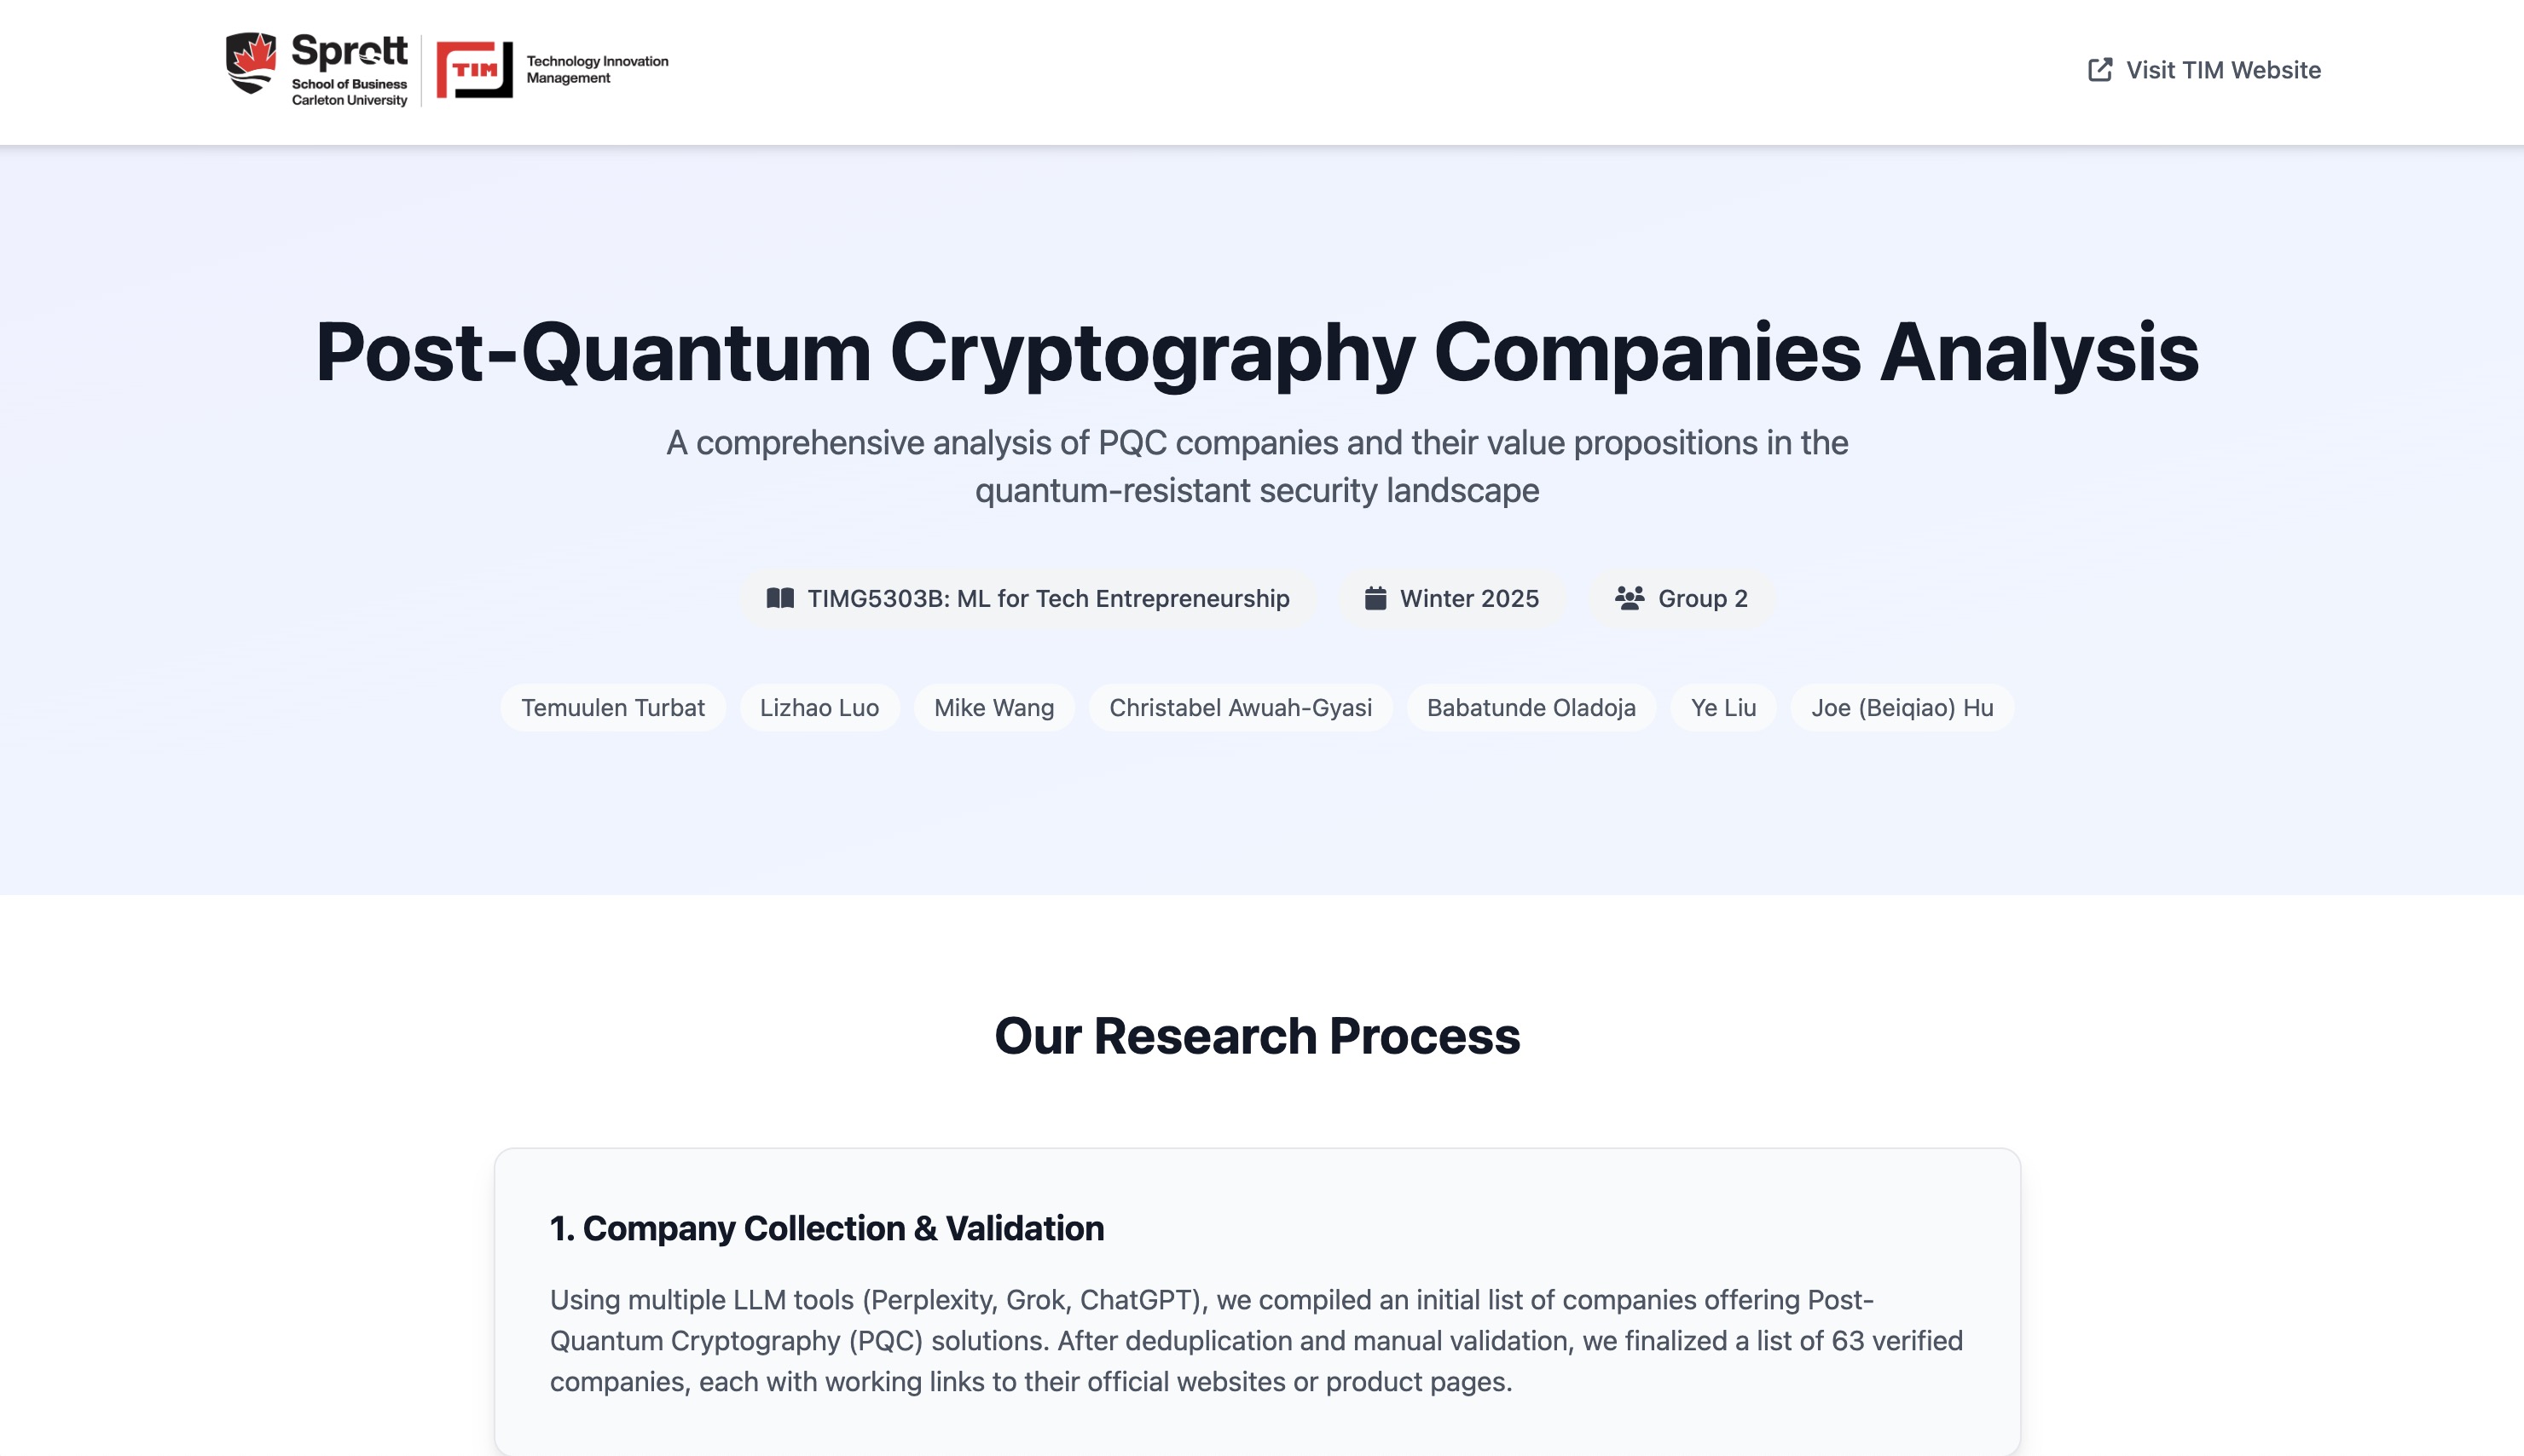 Sprott
School of Business
Carleton University
TIM
Technology Innovation
Management
Visit TIM Website
Post-Quantum Cryptography Companies Analysis
A comprehensive analysis of PQC companies and their value propositions in the
quantum-resistant security landscape
TIMG5303B: ML for Tech Entrepreneurship
Winter 2025
Group 2
Temuulen Turbat
Lizhao Luo
Mike Wang
Christabel Awuah-Gyasi
Babatunde Oladoja
Ye Liu
Joe (Beiqiao) Hu
Our Research Process
1. Company Collection & Validation
Using multiple LLM tools (Perplexity, Grok, ChatGPT), we compiled an initial list of companies offering Post-
Quantum Cryptography (PQC) solutions. After deduplication and manual validation, we finalized a list of 63 verified
companies, each with working links to their official websites or product pages.